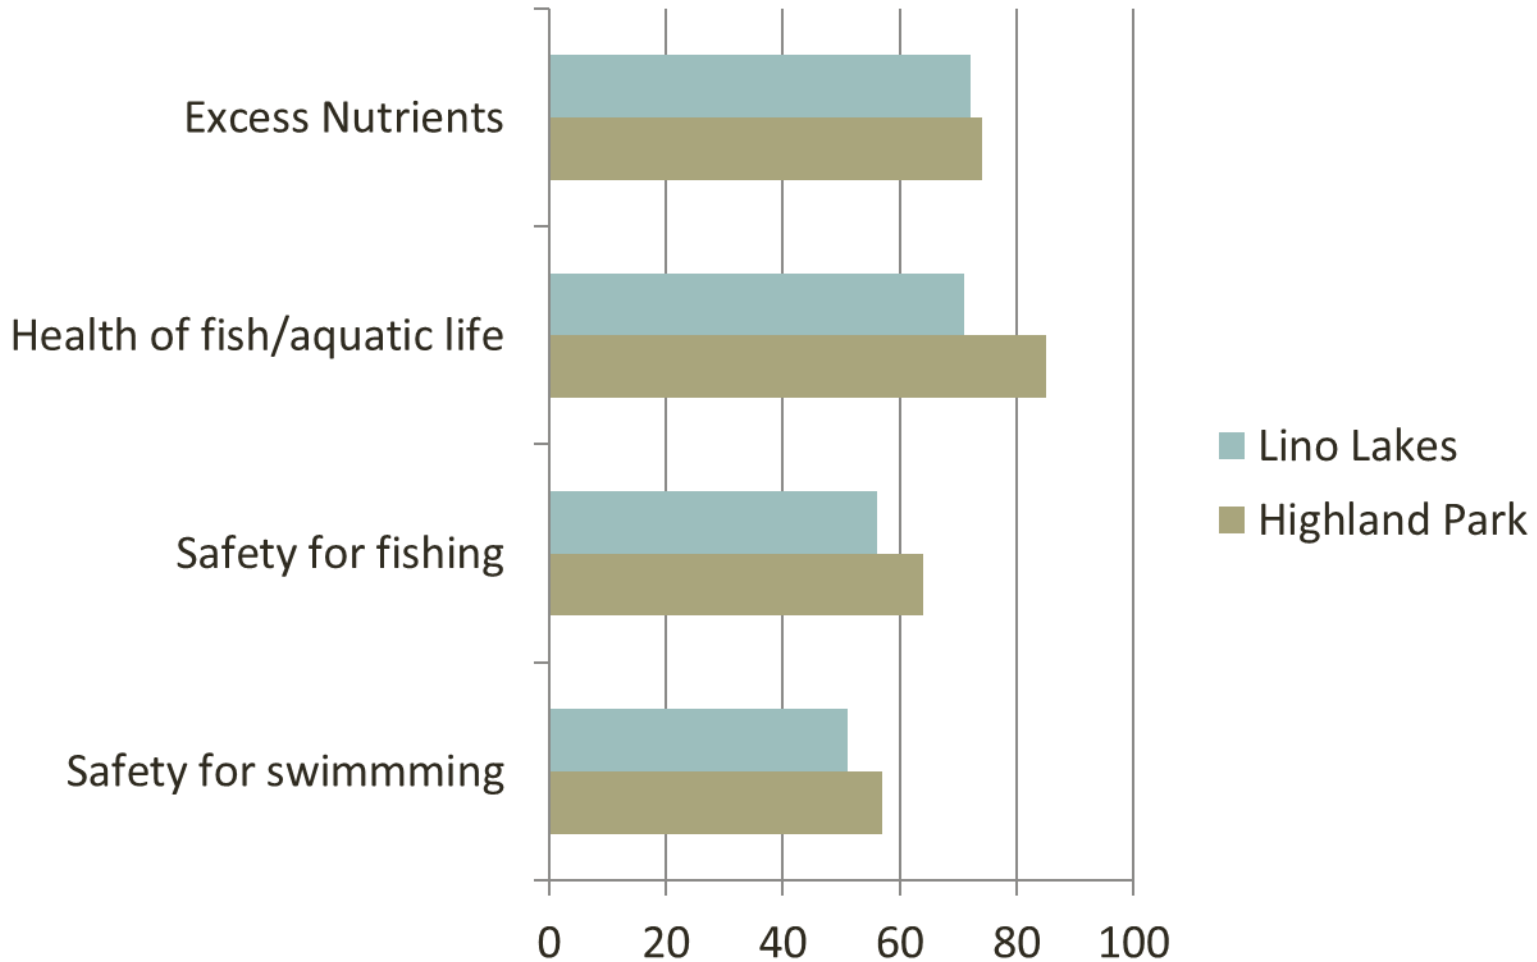 Excess Nutrients
Health of fish/aquatic life
Safety for fishing
Safety for swimmming
0 20 40 60 80 100
Lino Lakes
Highland Park